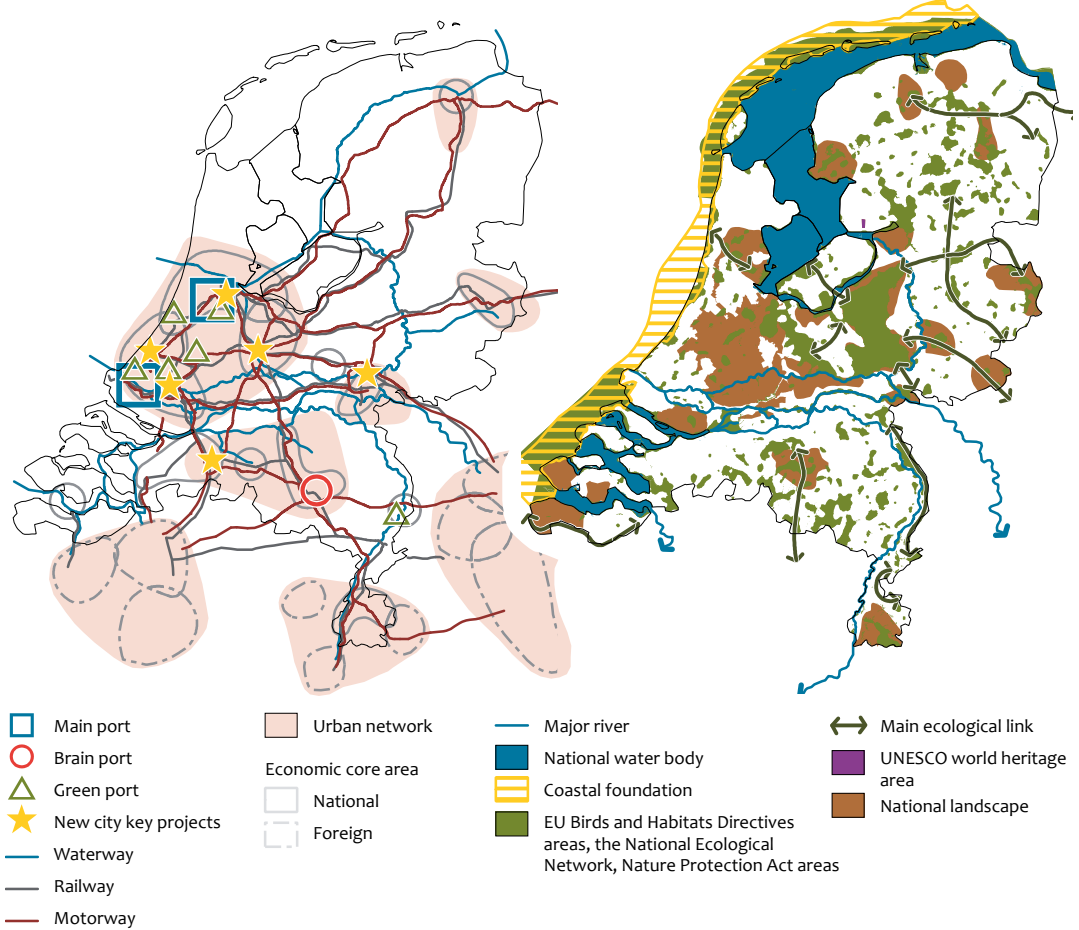 Main port
Brain port
Green port
New city key projects
Waterway
Railway
Motorway
Urban network
Economic core area
National
Foreign
Major river
National water body
Coastal foundation
EU Birds and Habitats Directives
areas, the National Ecological
Network, Nature Protection Act areas
Main ecological link
UNESCO world heritage
area
National landscape